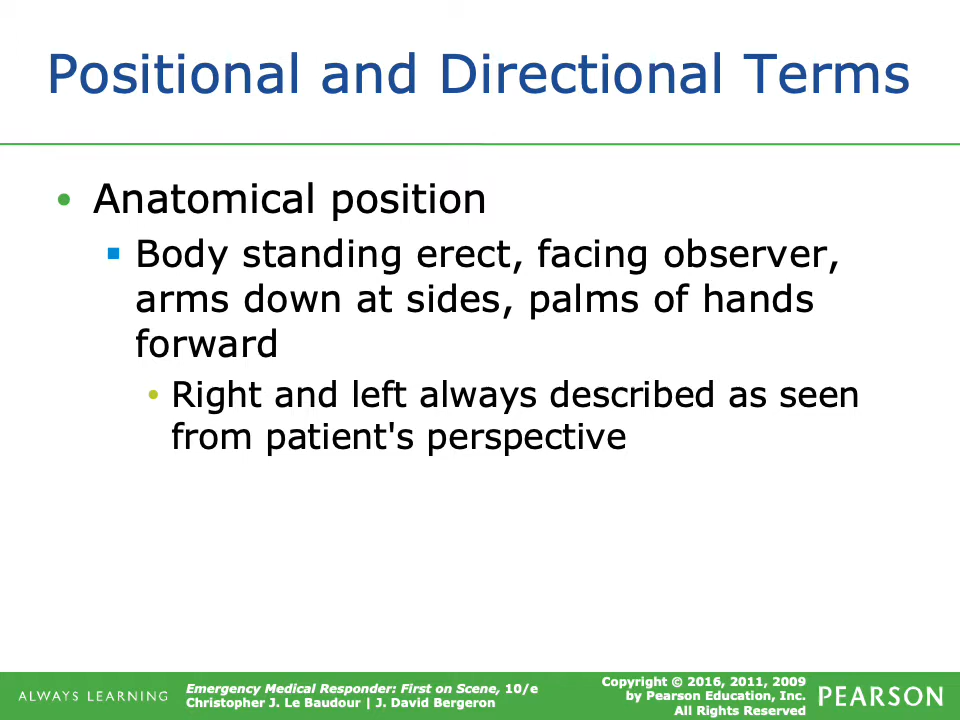 Positional and Directional Terms
• Anatomical position
▪ Body standing erect, facing observer,
arms down at sides, palms of hands
forward
• Right and left always described as seen
from patient's perspective
ALWAYS LEARNING
Emergency Medical Responder: First on Scene, 10/e
Christopher J. Le Baudour | J. David Bergeron
Copyright © 2016, 2011, 2009
by Pearson Education, Inc.
All Rights Reserved
PEARSON